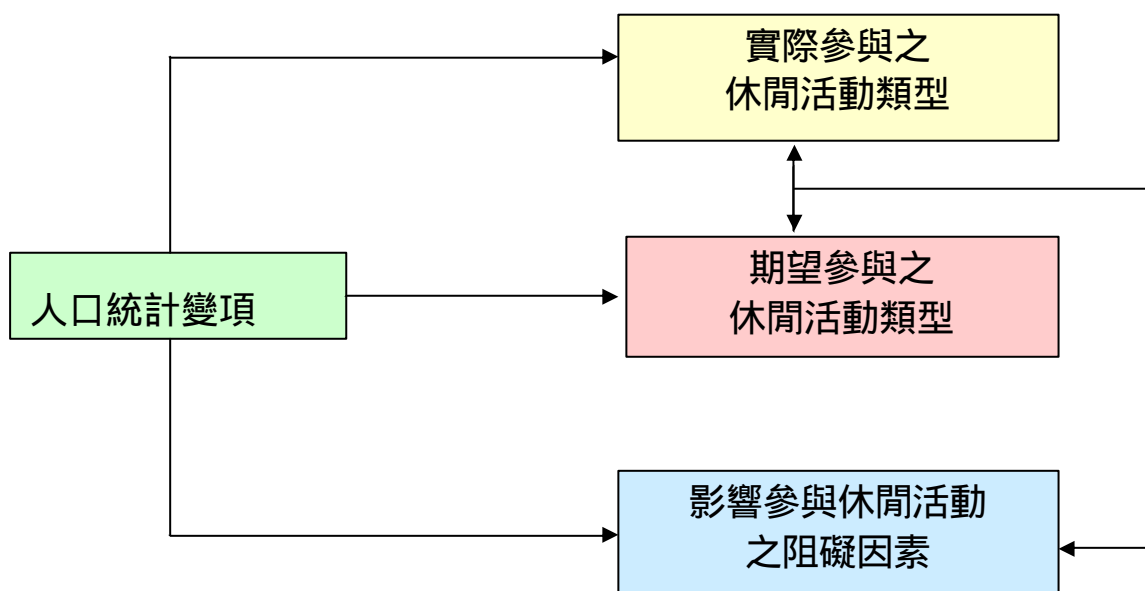 實際參與之
休閒活動類型
期望參與之
休閒活動類型
人口統計變項
影響參與休閒活動
之阻礙因素